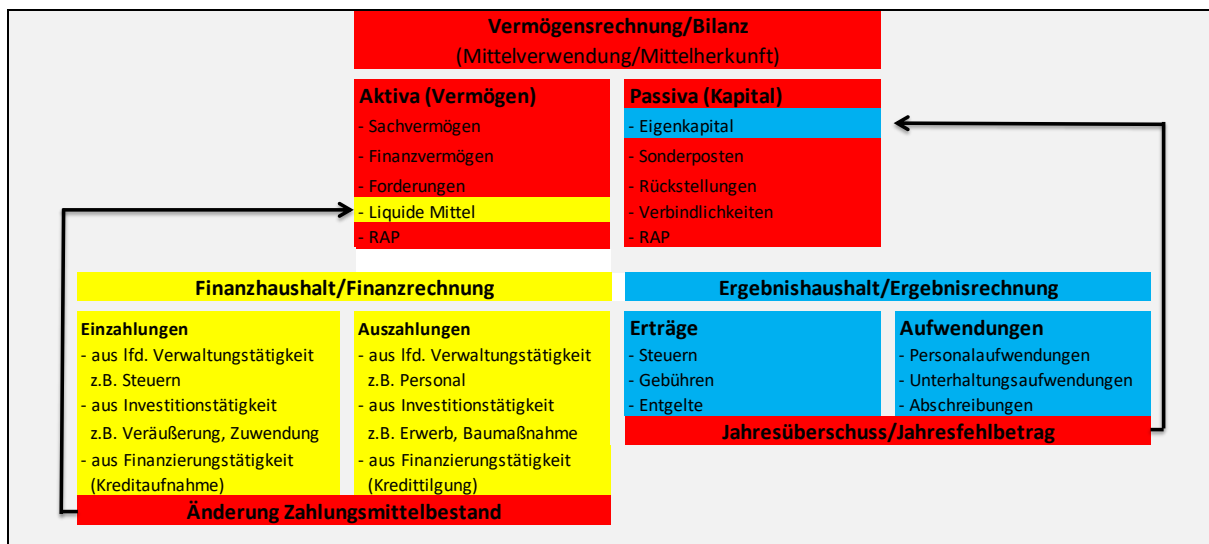 Vermögensrechnung/Bilanz
(Mittelverwendung/Mittelherkunft)
Aktiva (Vermögen)
- Sachvermögen
- Finanzvermögen
- Forderungen
- Liquide Mittel
- RAP
Passiva (Kapital)
- Eigenkapital
- Sonderposten
- Rückstellungen
- Verbindlichkeiten
- RAP
Finanzhaushalt/Finanzrechnung
Einzahlungen
- aus lfd. Verwaltungstätigkeit
z.B. Steuern
- aus Investitionstätigkeit
z.B. Veräußerung, Zuwendung
- aus Finanzierungstätigkeit
(Kreditaufnahme)
Auszahlungen
- aus lfd. Verwaltungstätigkeit
z.B. Personal
- aus Investitionstätigkeit
z.B. Erwerb, Baumaßnahme
- aus Finanzierungstätigkeit
(Kredittilgung)
Änderung Zahlungsmittelbestand
Ergebnishaushalt/Ergebnisrechnung
Erträge
- Steuern
- Gebühren
- Entgelte
Aufwendungen
- Personalaufwendungen
- Unterhaltungsaufwendungen
- Abschreibungen
Jahresüberschuss/Jahresfehlbetrag